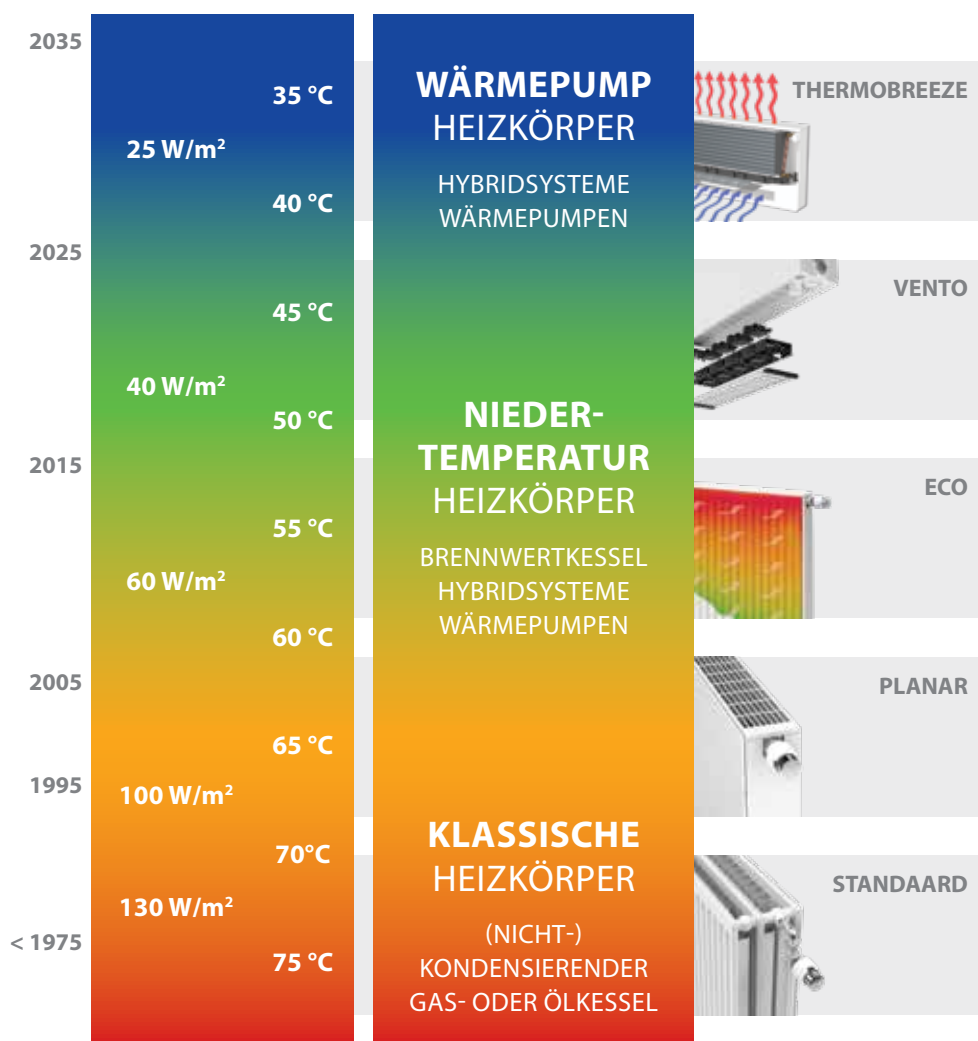 2035
2025
2015
2005
1995
< 1975
25 W/m²
40 W/m²
60 W/m²
100 W/m²
130 W/m²
35 °C
40 °C
45 °C
50 °C
55 °C
60 °C
65 °C
70°C
75 °C
WÄRMEPUMP
HEIZKÖRPER
HYBRIDSYSTEME
WÄRMEPUMPEN
NIEDER-
TEMPERATUR
HEIZKÖRPER
BRENNWERTKESSEL
HYBRIDSYSTEME
WÄRMEPUMPEN
KLASSISCHE
HEIZKÖRPER
(NICHT-)
KONDENSIERENDER
GAS- ODER ÖLKESSEL
THERMOBREEZE
VENTO
ECO
PLANAR
STANDAARD